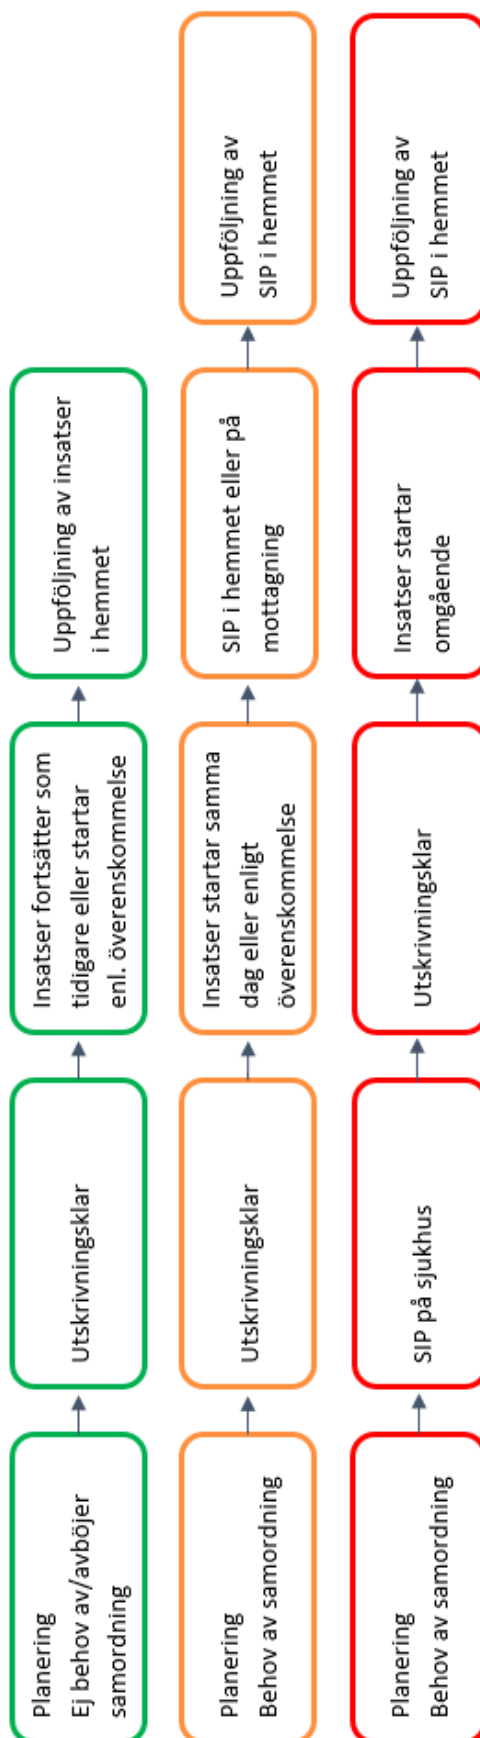 Planering
Ej behov av/avböjer
samordning
Utskrivningsklar
Insatser fortsätter som
tidigare eller startar
enl. överenskommelse
Uppföljning av insatser
i hemmet
Planering
Behov av samordning
Utskrivningsklar
Insatser startar samma
dag eller enligt
överenskommelse
SIP i hemmet eller på
mottagning
Uppföljning av
SIP i hemmet
Planering
Behov av samordning
SIP på sjukhus
Utskrivningsklar
Insatser startar
omgående
Uppföljning av
SIP i hemmet